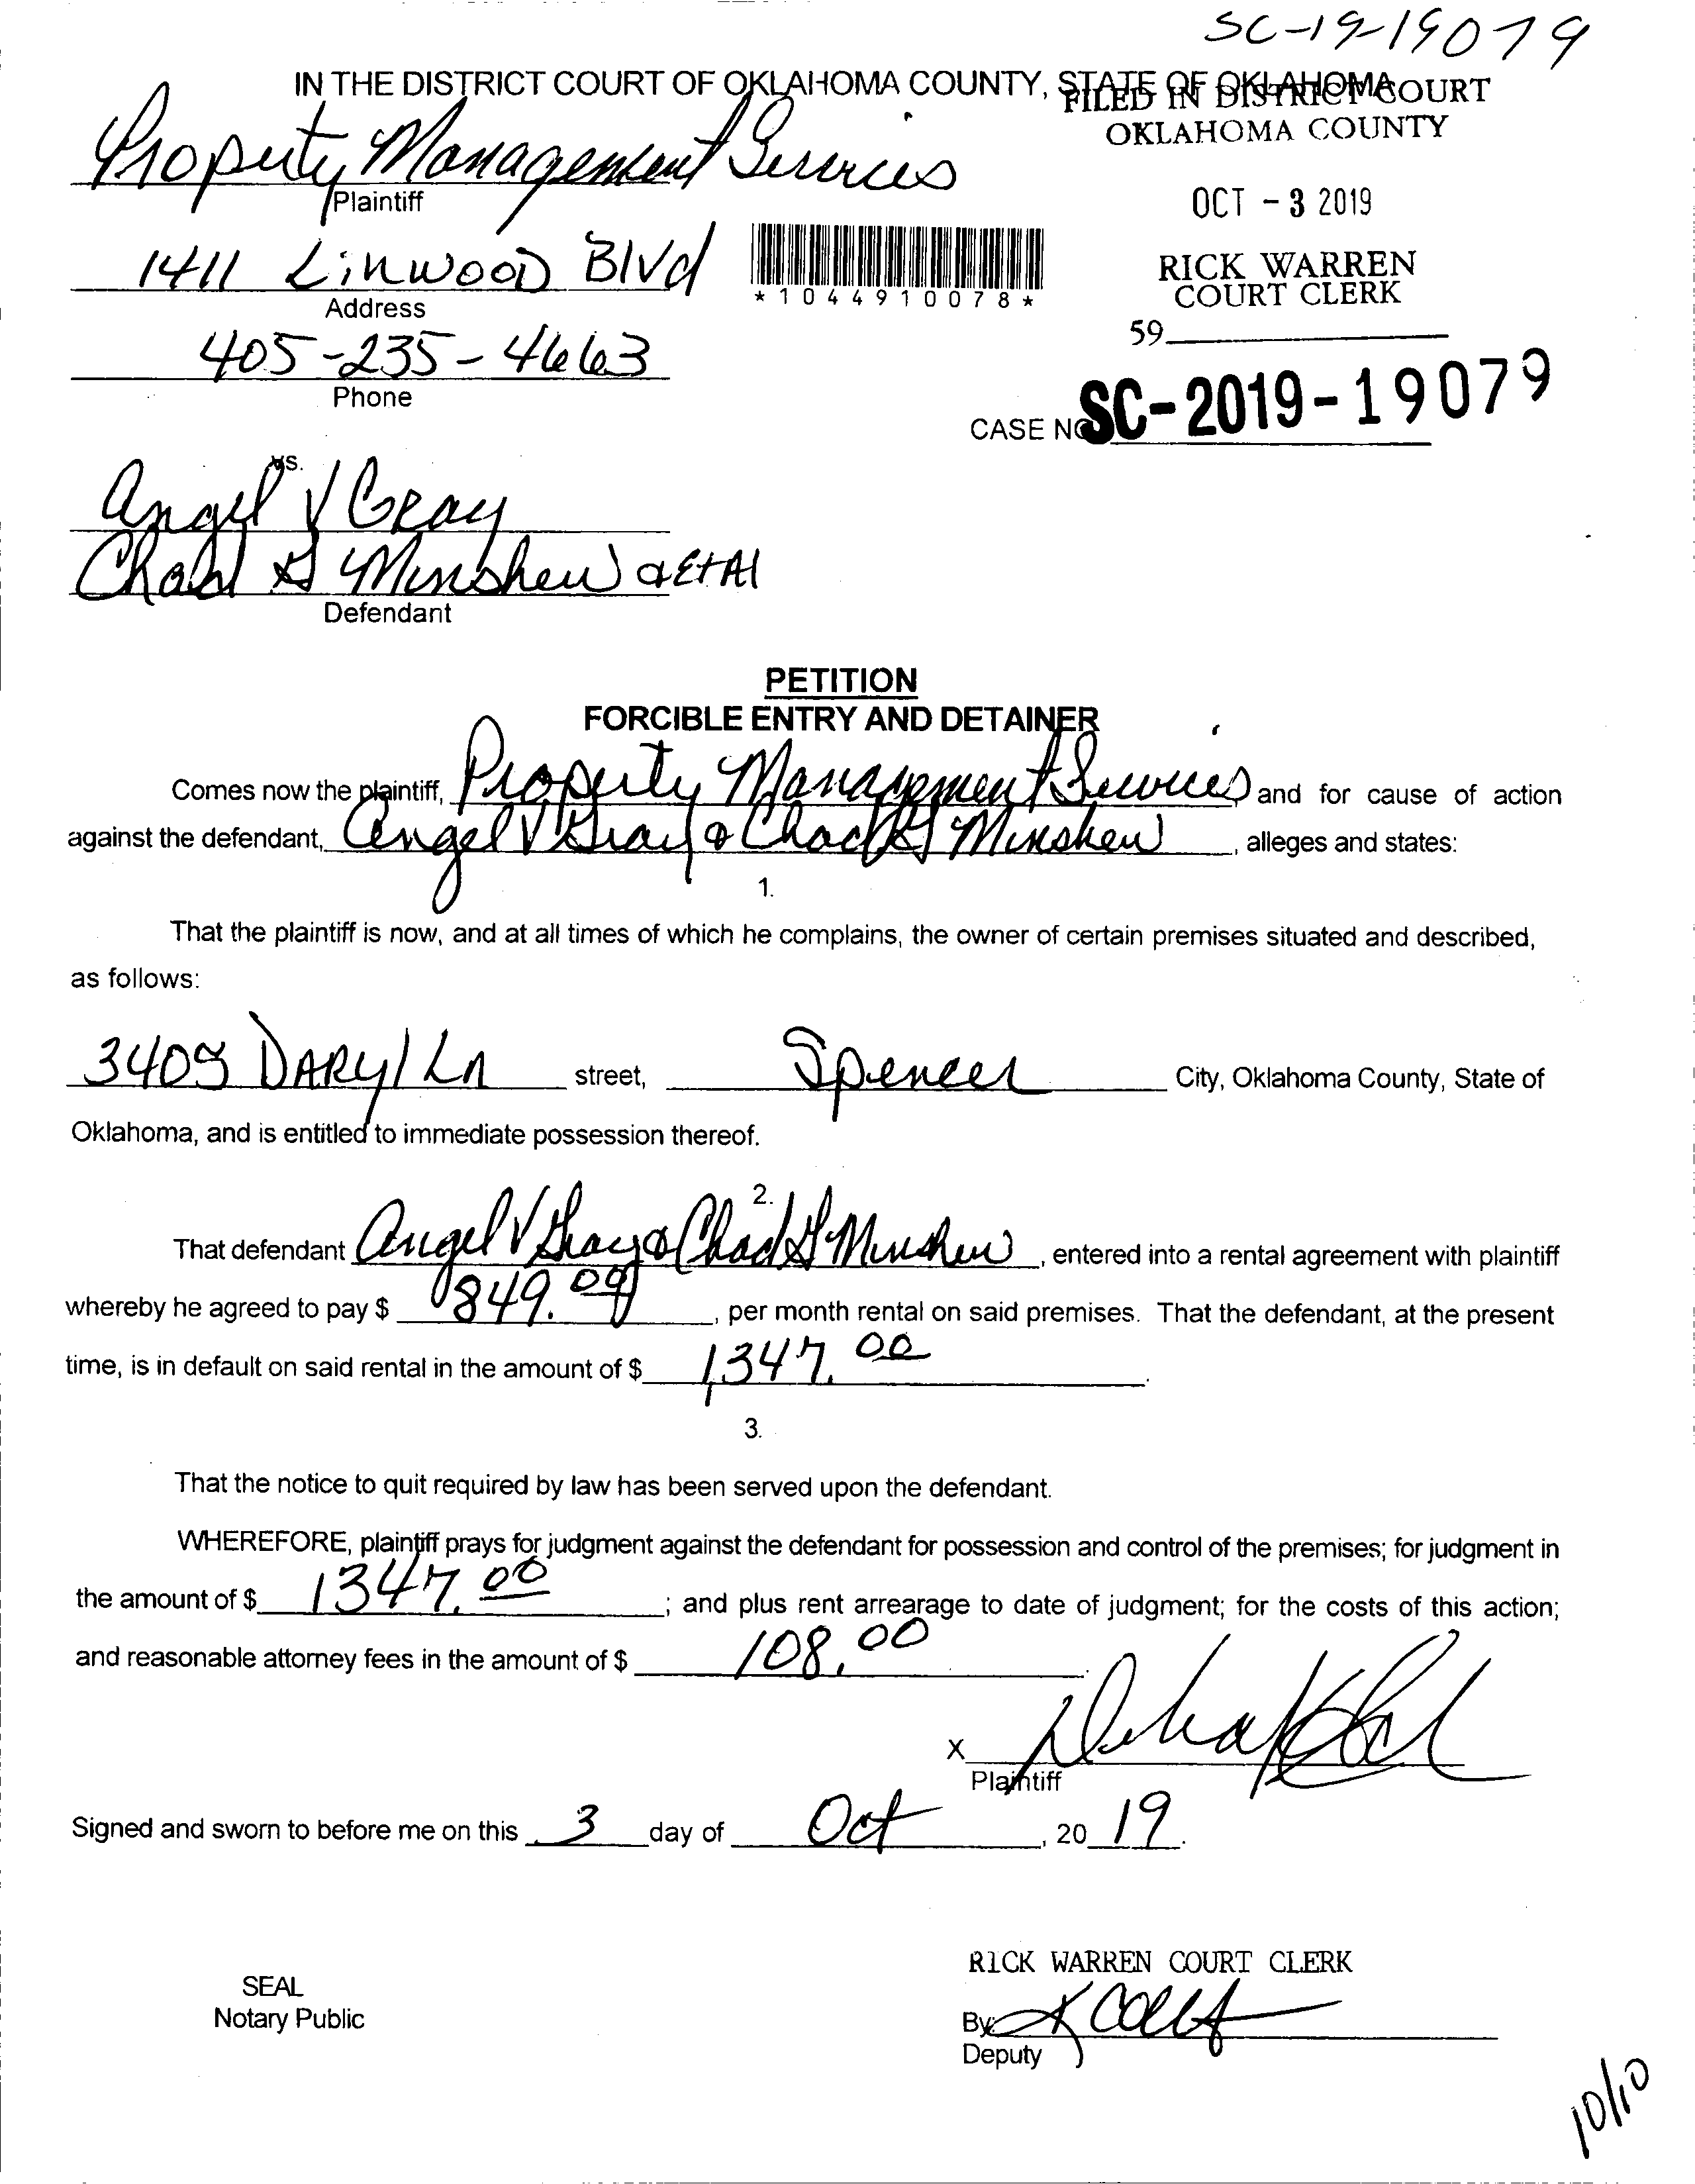 SC-19-19079
IN THE DISTRICT COURT OF OKLAHOMA COUNTY, STATE OF OKLAHOMA
FILED IN DISTRICT COURT
OKLAHOMA COUNTY
Property Management Services
Plaintiff
OCT - 3 2019
1411 Linwood Blvd
Address
*1044910078*
RICK WARREN
COURT CLERK
59
405-235-4663
Phone
CASE NO SC-2019-19079
vs.
Angel V Gray
Chad G Minshew & EtAl
Defendant
PETITION
FORCIBLE ENTRY AND DETAINER
Comes now the plaintiff, Property Management Services and for cause of action
against the defendant, Angel V Gray & Chad G Minshew, alleges and states:
1.
That the plaintiff is now, and at all times of which he complains, the owner of certain premises situated and described,
as follows:
3409 DARyl Ln street, Spencer City, Oklahoma County, State of
Oklahoma, and is entitled to immediate possession thereof.
2.
That defendant Angel V Gray & Chad G Minshew, entered into a rental agreement with plaintiff
whereby he agreed to pay $ 849.00, per month rental on said premises. That the defendant, at the present
time, is in default on said rental in the amount of $ 1,347.00.
3.
That the notice to quit required by law has been served upon the defendant.
WHEREFORE, plaintiff prays for judgment against the defendant for possession and control of the premises; for judgment in
the amount of $ 1347.00; and plus rent arrearage to date of judgment; for the costs of this action;
and reasonable attorney fees in the amount of $ 108.00.
X
Plaintiff
Signed and sworn to before me on this 3 day of Oct, 20 19.
RICK WARREN COURT CLERK
SEAL
Notary Public
By:
Deputy
10/10